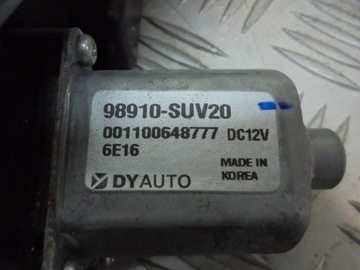 98910-SUV20
001100648777 DC12V
6E16
MADE IN
KOREA
DYAUTO